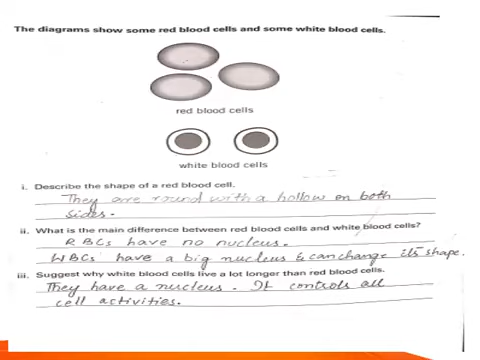 The diagrams show some red blood cells and some white blood cells.
red blood cells
white blood cells
i. Describe the shape of a red blood cell.
They are round with a hollow on both
sides.
ii. What is the main difference between red blood cells and white blood cells?
RBCs have no nucleus.
WBCs have a big nucleus & can change its shape.
iii. Suggest why white blood cells live a lot longer than red blood cells.
They have a nucleus. It controls all
cell activities.